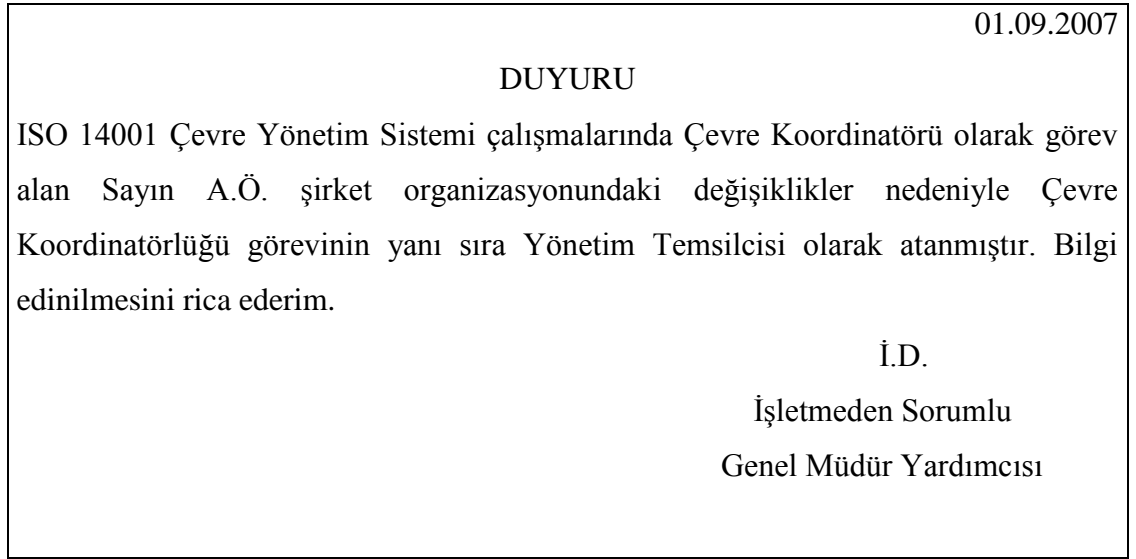 01.09.2007
DUYURU
ISO 14001 Çevre Yönetim Sistemi çalışmalarında Çevre Koordinatörü olarak görev
alan Sayın A.Ö. şirket organizasyonundaki değişiklikler nedeniyle Çevre
Koordinatörlüğü görevinin yanı sıra Yönetim Temsilcisi olarak atanmıştır. Bilgi
edinilmesini rica ederim.
İ.D.
İşletmeden Sorumlu
Genel Müdür Yardımcısı